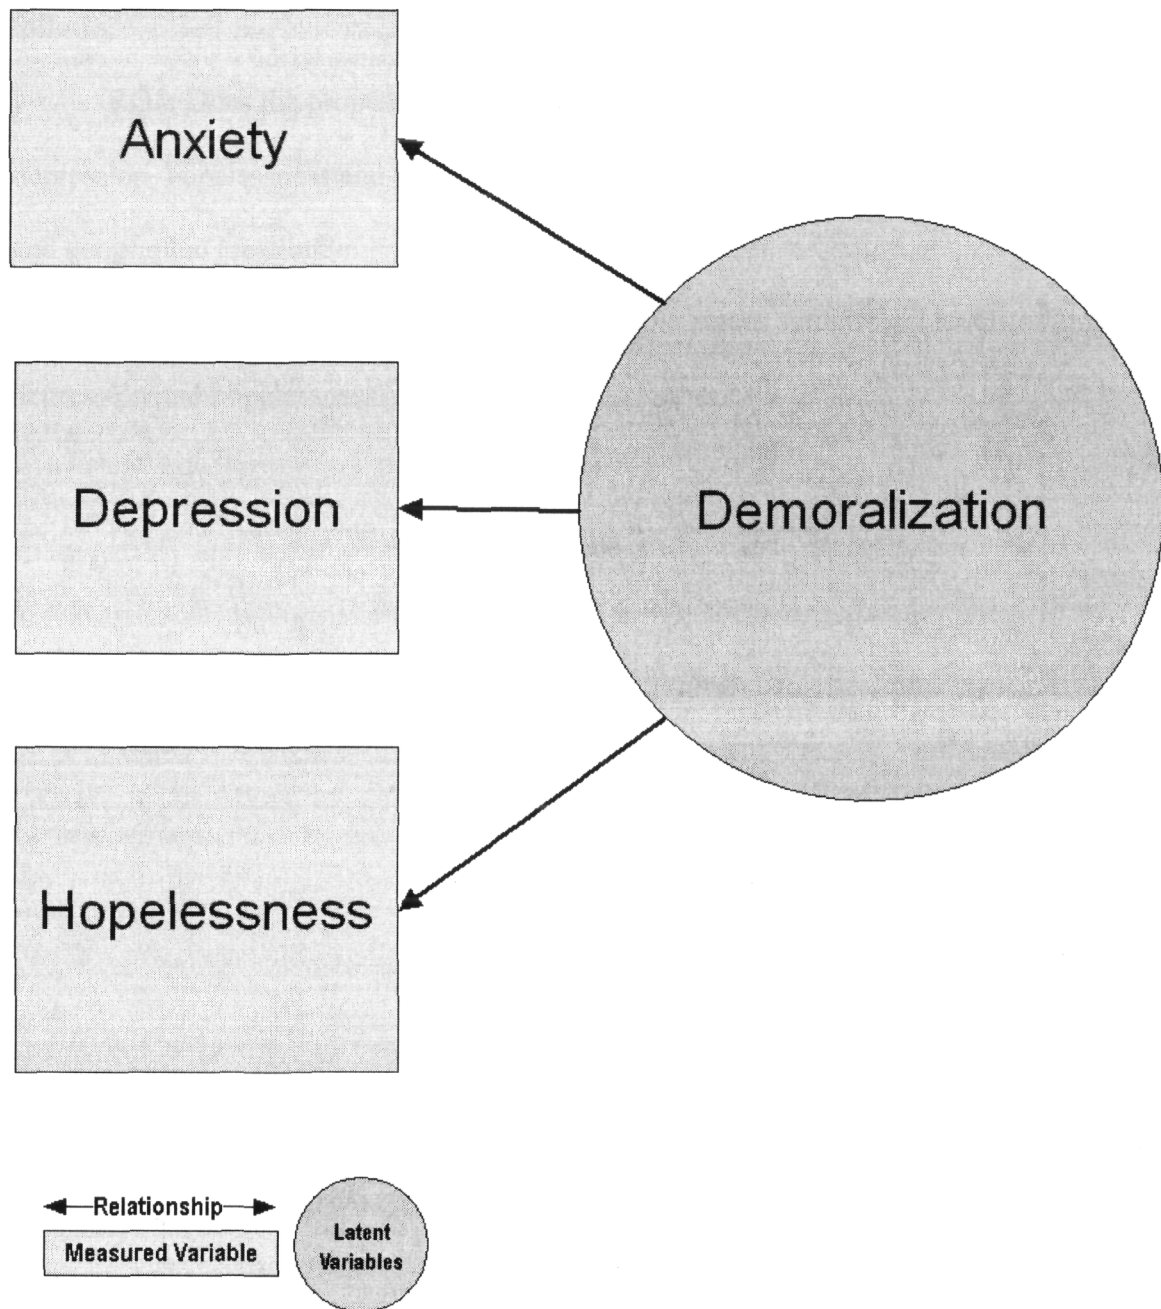 Anxiety
Depression
Demoralization
Hopelessness
Relationship
Measured Variable
Latent
Variables